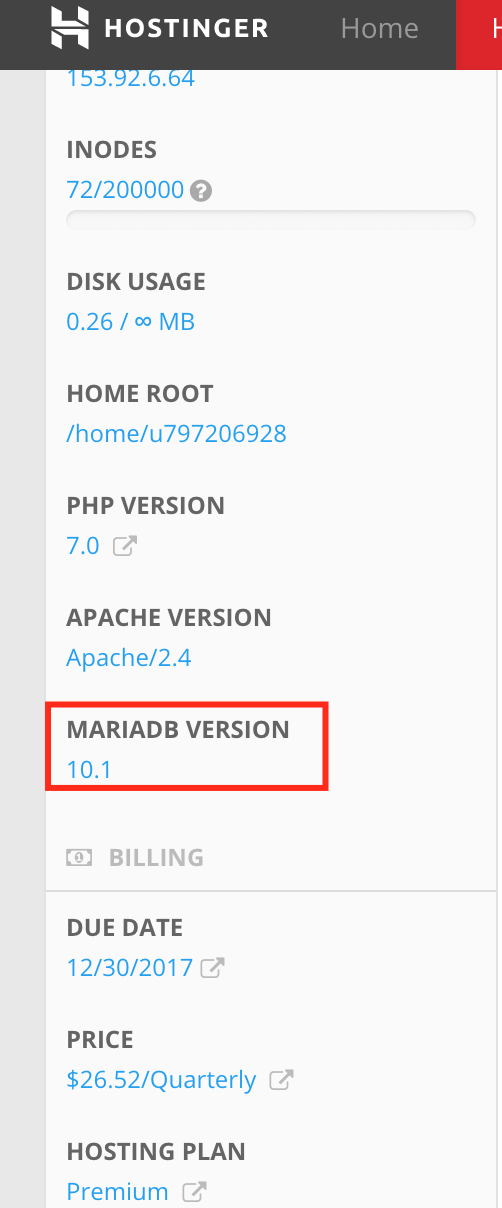 HOSTINGER Home H
153.92.6.64
INODES
72/200000 ?
DISK USAGE
0.26 / ∞ MB
HOME ROOT
/home/u797206928
PHP VERSION
7.0
APACHE VERSION
Apache/2.4
MARIADB VERSION
10.1
BILLING
DUE DATE
12/30/2017
PRICE
$26.52/Quarterly
HOSTING PLAN
Premium